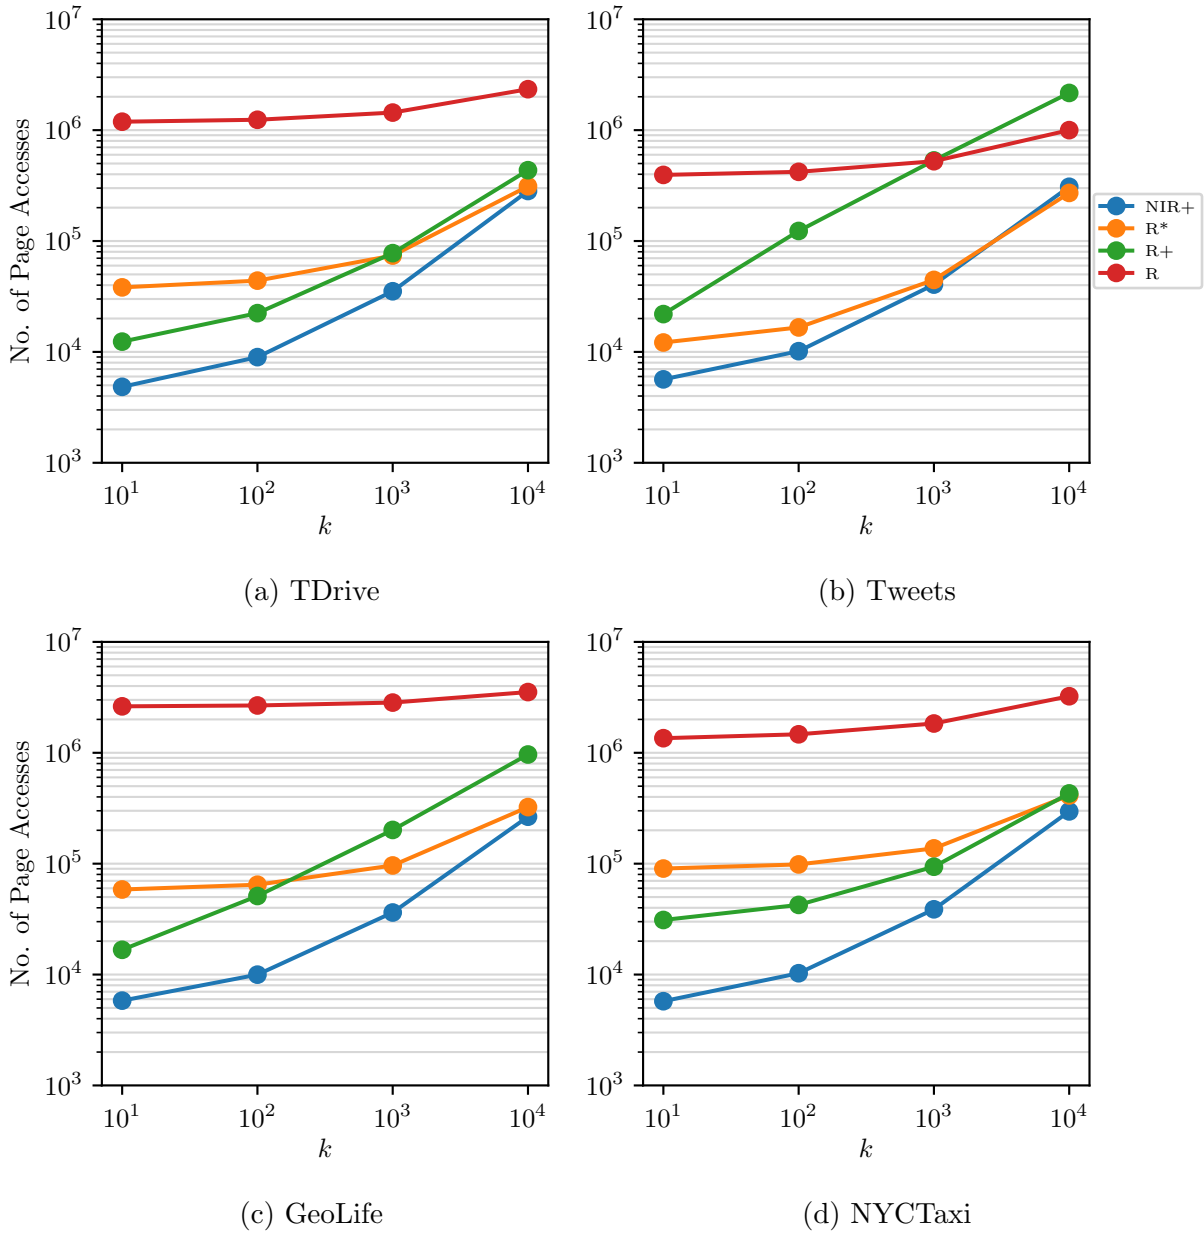 No. of Page Accesses
10^7
10^6
10^5
10^4
10^3
10^1 10^2 10^3 10^4
k
(a) TDrive
10^7
10^6
10^5
10^4
10^3
10^1 10^2 10^3 10^4
k
(b) Tweets
NIR+
R*
R+
R
No. of Page Accesses
10^7
10^6
10^5
10^4
10^3
10^1 10^2 10^3 10^4
k
(c) GeoLife
10^7
10^6
10^5
10^4
10^3
10^1 10^2 10^3 10^4
k
(d) NYCTaxi